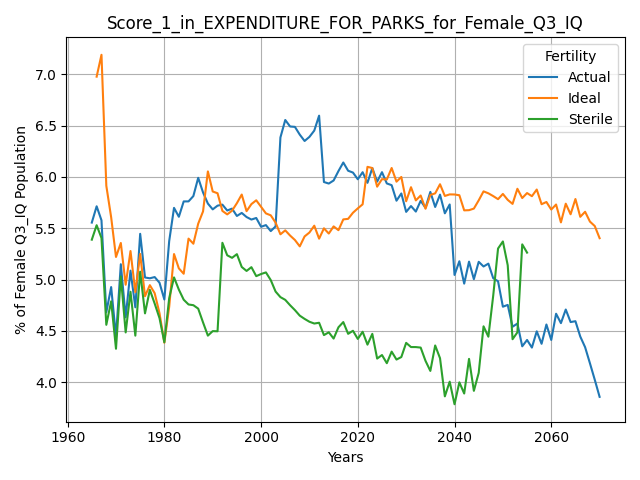 Score_1_in_EXPENDITURE_FOR_PARKS_for_Female_Q3_IQ
Fertility
Actual
Ideal
Sterile
% of Female Q3_IQ Population
7.0
6.5
6.0
5.5
5.0
4.5
4.0
1960 1980 2000 2020 2040 2060
Years